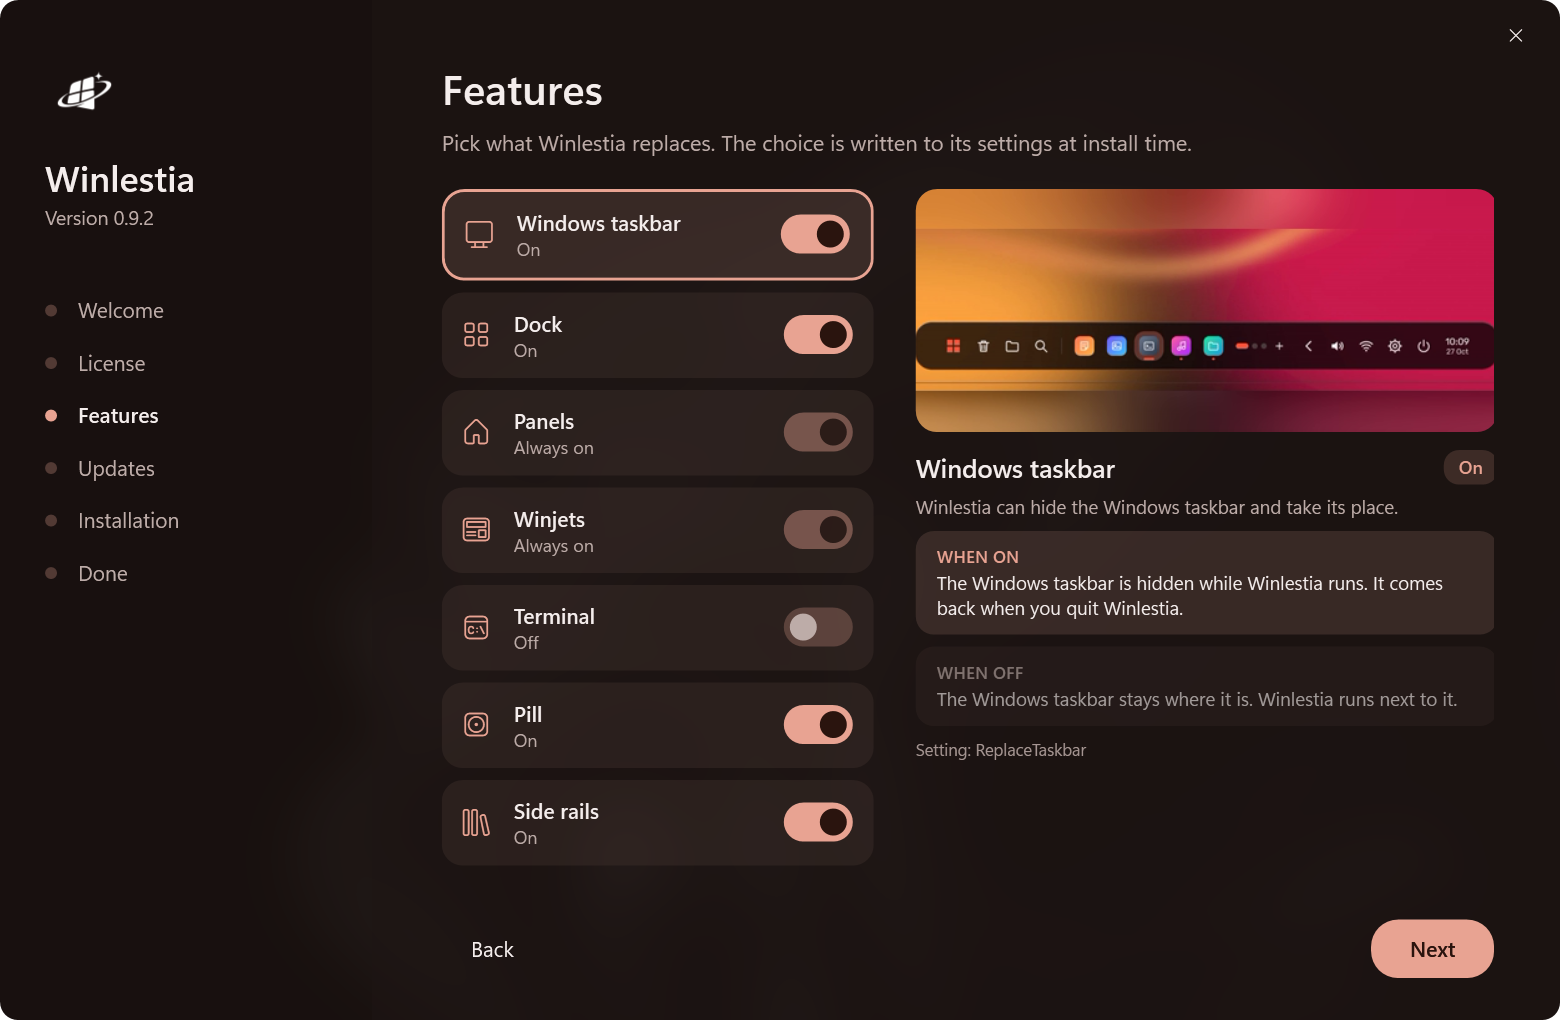 Winlestia
Version 0.9.2
Welcome
License
Features
Updates
Installation
Done
Features
Pick what Winlestia replaces. The choice is written to its settings at install time.
Windows taskbar
On
Dock
On
Panels
Always on
Winjets
Always on
C:\
Terminal
Off
Pill
On
Side rails
On
10:09
27 Oct
Windows taskbar
On
Winlestia can hide the Windows taskbar and take its place.
WHEN ON
The Windows taskbar is hidden while Winlestia runs. It comes
back when you quit Winlestia.
WHEN OFF
The Windows taskbar stays where it is. Winlestia runs next to it.
Setting: ReplaceTaskbar
Back
Next